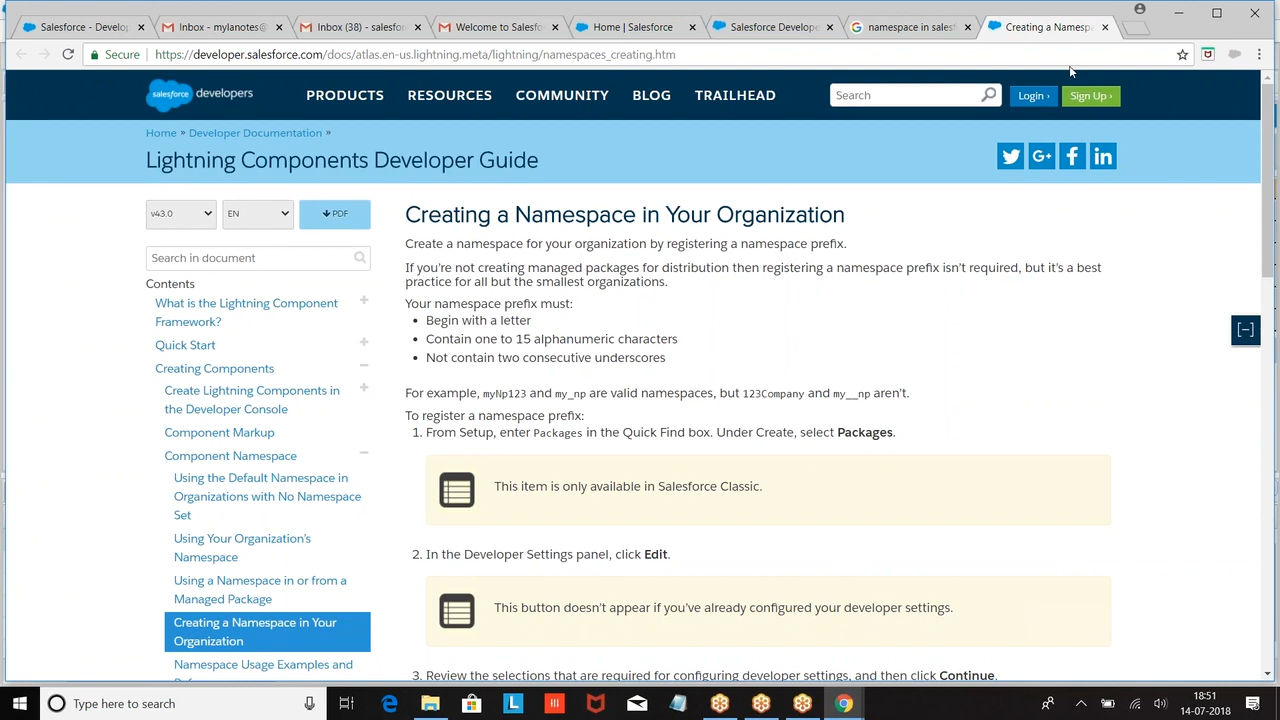 Salesforce - Develop
Inbox - mylanotes@
Inbox (38) - salesfor
Welcome to Salesfo
Home | Salesforce
Salesforce Develope
namespace in salesf
Creating a Namespa
Secure
https://developer.salesforce.com/docs/atlas.en-us.lightning.meta/lightning/namespaces_creating.htm
salesforce developers
PRODUCTS RESOURCES COMMUNITY BLOG TRAILHEAD
Search
Login ›
Sign Up ›
Home » Developer Documentation »
Lightning Components Developer Guide
v43.0
EN
PDF
Search in document
Contents
What is the Lightning Component
Framework?
Quick Start
Creating Components
Create Lightning Components in
the Developer Console
Component Markup
Component Namespace
Using the Default Namespace in
Organizations with No Namespace
Set
Using Your Organization's
Namespace
Using a Namespace in or from a
Managed Package
Creating a Namespace in Your
Organization
Namespace Usage Examples and
Creating a Namespace in Your Organization
Create a namespace for your organization by registering a namespace prefix.
If you're not creating managed packages for distribution then registering a namespace prefix isn't required, but it's a best
practice for all but the smallest organizations.
Your namespace prefix must:
• Begin with a letter
• Contain one to 15 alphanumeric characters
• Not contain two consecutive underscores
For example, myNp123 and my_np are valid namespaces, but 123Company and my__np aren't.
To register a namespace prefix:
1. From Setup, enter Packages in the Quick Find box. Under Create, select Packages.
This item is only available in Salesforce Classic.
2. In the Developer Settings panel, click Edit.
This button doesn't appear if you've already configured your developer settings.
3. Review the selections that are required for configuring developer settings, and then click Continue.
[−]
Type here to search
18:51
14-07-2018